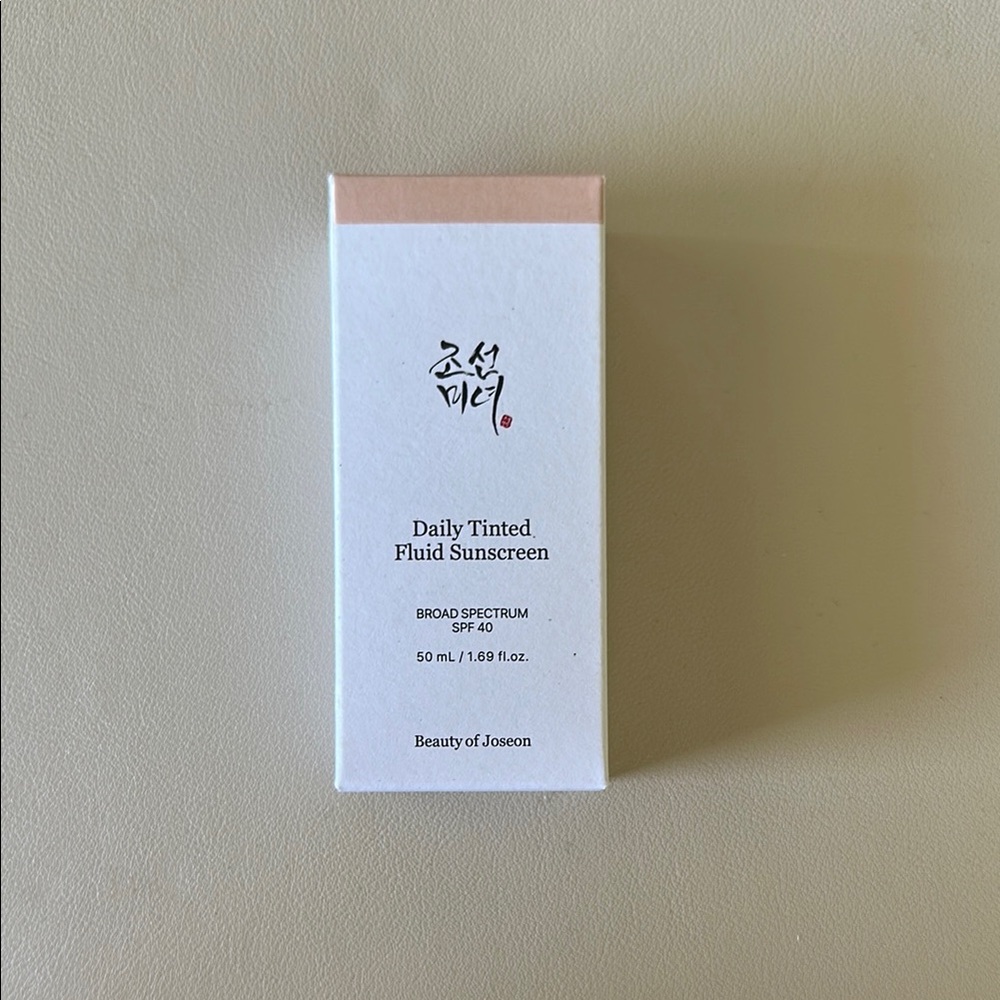 조선
미녀
Daily Tinted
Fluid Sunscreen
BROAD SPECTRUM
SPF 40
50 mL / 1.69 fl.oz.
Beauty of Joseon